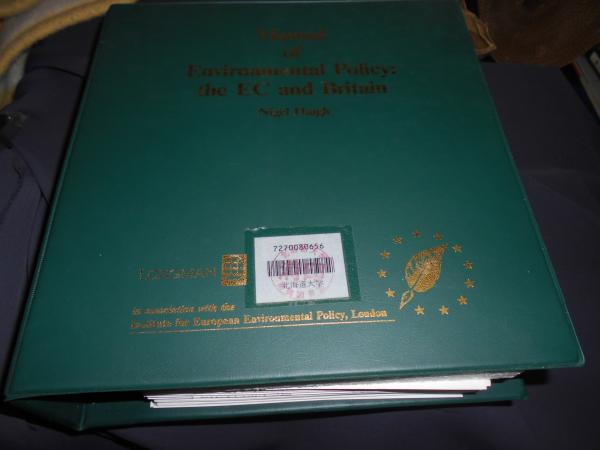 Manual
of
Environmental Policy:
the EC and Britain
Nigel Haigh
7270080656
北海道大学
LONGMAN
in association with the
Institute for European Environmental Policy, London